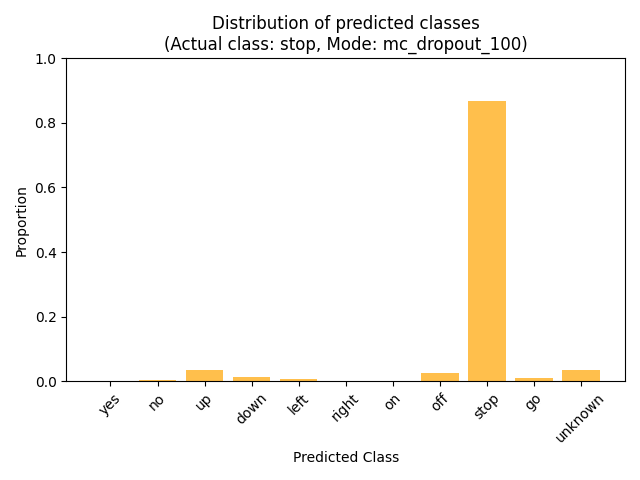 Distribution of predicted classes
(Actual class: stop, Mode: mc_dropout_100)
1.0
0.8
0.6
0.4
0.2
0.0
Proportion
yes
no
up
down
left
right
on
off
stop
go
unknown
Predicted Class